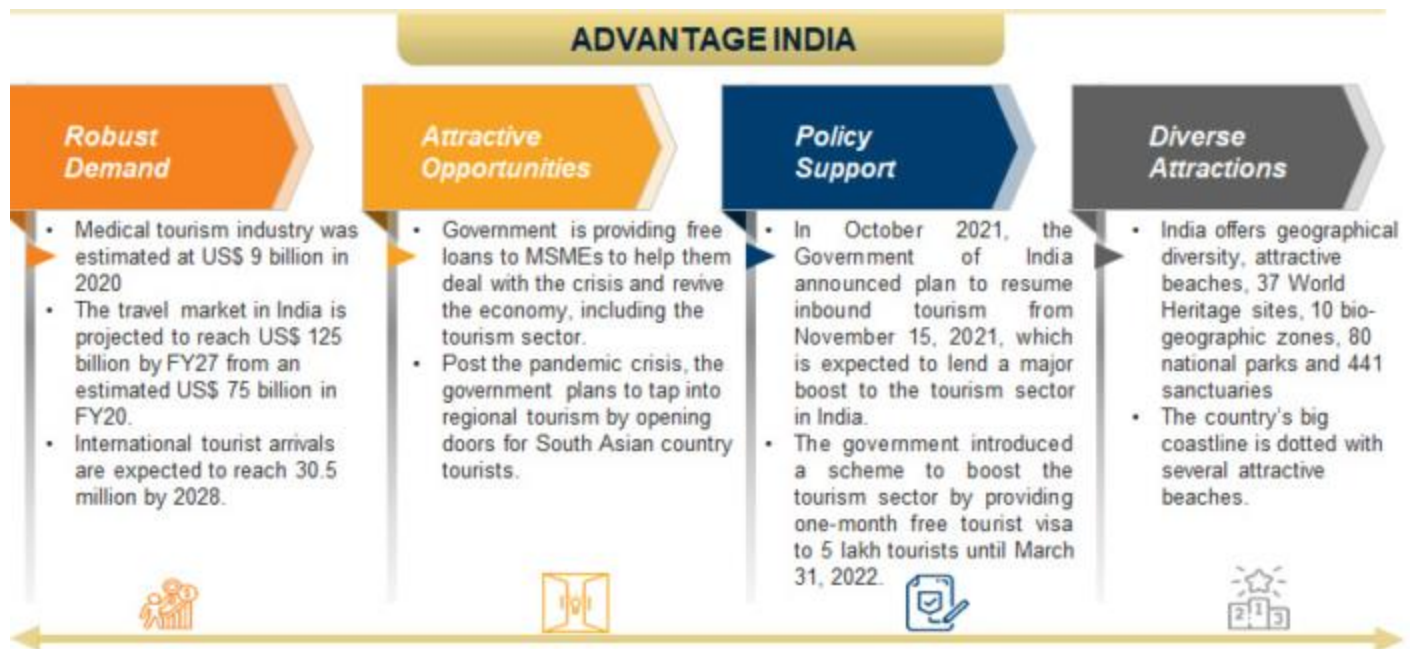 ADVANTAGE INDIA
Robust
Demand
• Medical tourism industry was
estimated at US$ 9 billion in
2020
• The travel market in India is
projected to reach US$ 125
billion by FY27 from an
estimated US$ 75 billion in
FY20.
• International tourist arrivals
are expected to reach 30.5
million by 2028.
Attractive
Opportunities
• Government is providing free
loans to MSMEs to help them
deal with the crisis and revive
the economy, including the
tourism sector.
• Post the pandemic crisis, the
government plans to tap into
regional tourism by opening
doors for South Asian country
tourists.
Policy
Support
• In October 2021, the
Government of India
announced plan to resume
inbound tourism from
November 15, 2021, which
is expected to lend a major
boost to the tourism sector
in India.
• The government introduced
a scheme to boost the
tourism sector by providing
one-month free tourist visa
to 5 lakh tourists until March
31, 2022.
Diverse
Attractions
• India offers geographical
diversity, attractive
beaches, 37 World
Heritage sites, 10 bio-
geographic zones, 80
national parks and 441
sanctuaries
• The country's big
coastline is dotted with
several attractive
beaches.
2 1 3